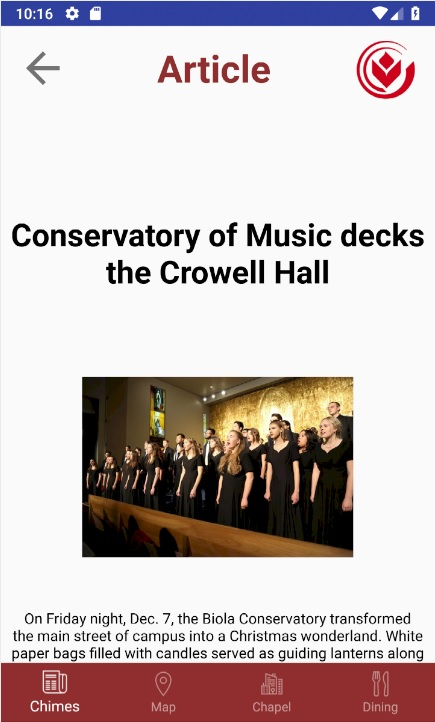 10:16
Article
Conservatory of Music decks
the Crowell Hall
On Friday night, Dec. 7, the Biola Conservatory transformed
the main street of campus into a Christmas wonderland. White
paper bags filled with candles served as guiding lanterns along
Chimes
Map
Chapel
Dining